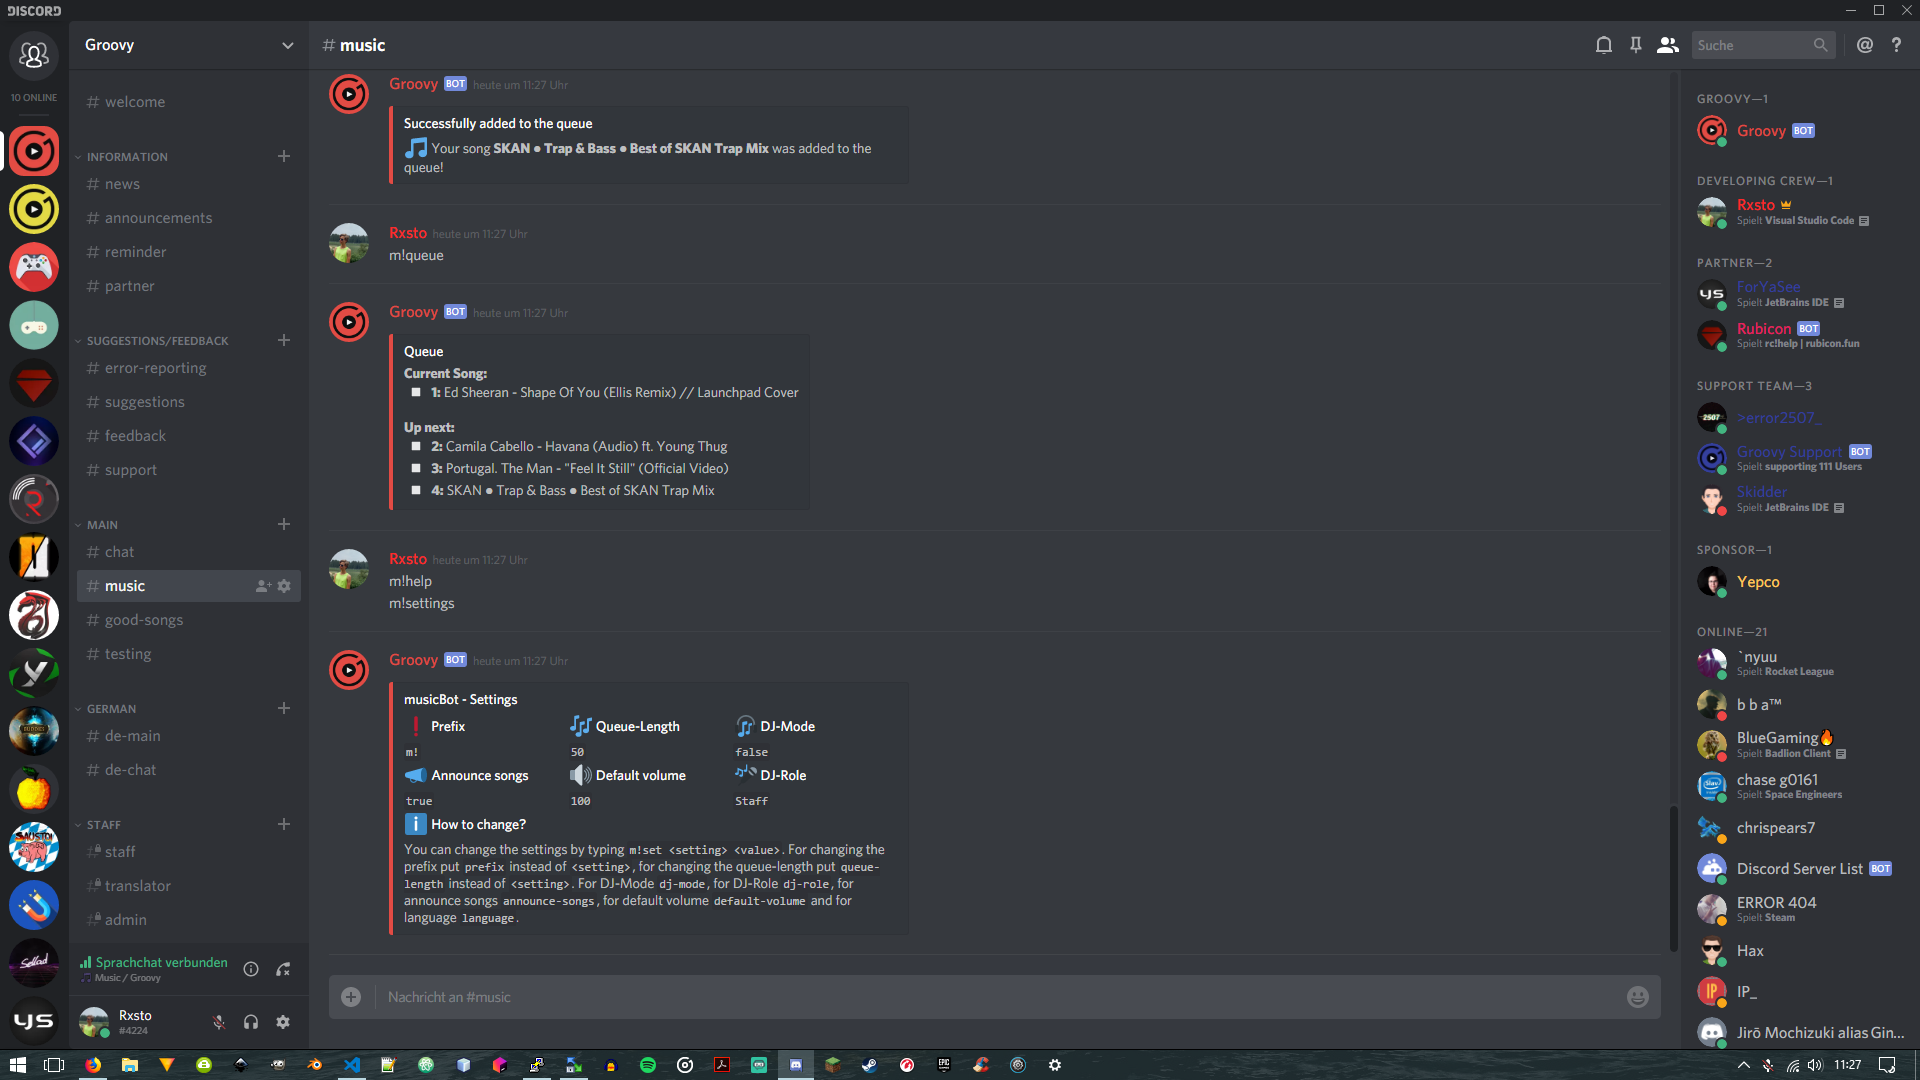 DISCORD
10 ONLINE
Groovy
# welcome
INFORMATION
# news
# announcements
# reminder
# partner
SUGGESTIONS/FEEDBACK
# error-reporting
# suggestions
# feedback
# support
MAIN
# chat
# music
# good-songs
# testing
GERMAN
# de-main
# de-chat
STAFF
# staff
# translator
# admin
Sprachchat verbunden
Music / Groovy
Rxsto
#4224
# music
Suche
Groovy BOT heute um 11:27 Uhr
Successfully added to the queue
Your song SKAN ● Trap & Bass ● Best of SKAN Trap Mix was added to the
queue!
Rxsto heute um 11:27 Uhr
m!queue
Groovy BOT heute um 11:27 Uhr
Queue
Current Song:
1: Ed Sheeran - Shape Of You (Ellis Remix) // Launchpad Cover
Up next:
2: Camila Cabello - Havana (Audio) ft. Young Thug
3: Portugal. The Man - "Feel It Still" (Official Video)
4: SKAN ● Trap & Bass ● Best of SKAN Trap Mix
Rxsto heute um 11:27 Uhr
m!help
m!settings
Groovy BOT heute um 11:27 Uhr
musicBot - Settings
Prefix Queue-Length DJ-Mode
m! 50 false
Announce songs Default volume DJ-Role
true 100 Staff
How to change?
You can change the settings by typing m!set <setting> <value>. For changing the
prefix put prefix instead of <setting>, for changing the queue-length put queue-
length instead of <setting>. For DJ-Mode dj-mode, for DJ-Role dj-role, for
announce songs announce-songs, for default volume default-volume and for
language language.
Nachricht an #music
GROOVY—1
Groovy BOT
DEVELOPING CREW—1
Rxsto
Spielt Visual Studio Code
PARTNER—2
ForYaSee
Spielt JetBrains IDE
Rubicon BOT
Spielt rc!help | rubicon.fun
SUPPORT TEAM—3
>error2507_
Groovy Support BOT
Spielt supporting 111 Users
Skidder
Spielt JetBrains IDE
SPONSOR—1
Yepco
ONLINE—21
`nyuu
Spielt Rocket League
b b a™
BlueGaming🔥
Spielt Badlion Client
chase g0161
Spielt Space Engineers
chrispears7
Discord Server List BOT
ERROR 404
Spielt Steam
Hax
IP_
Jirō Mochizuki alias Gin...
11:27